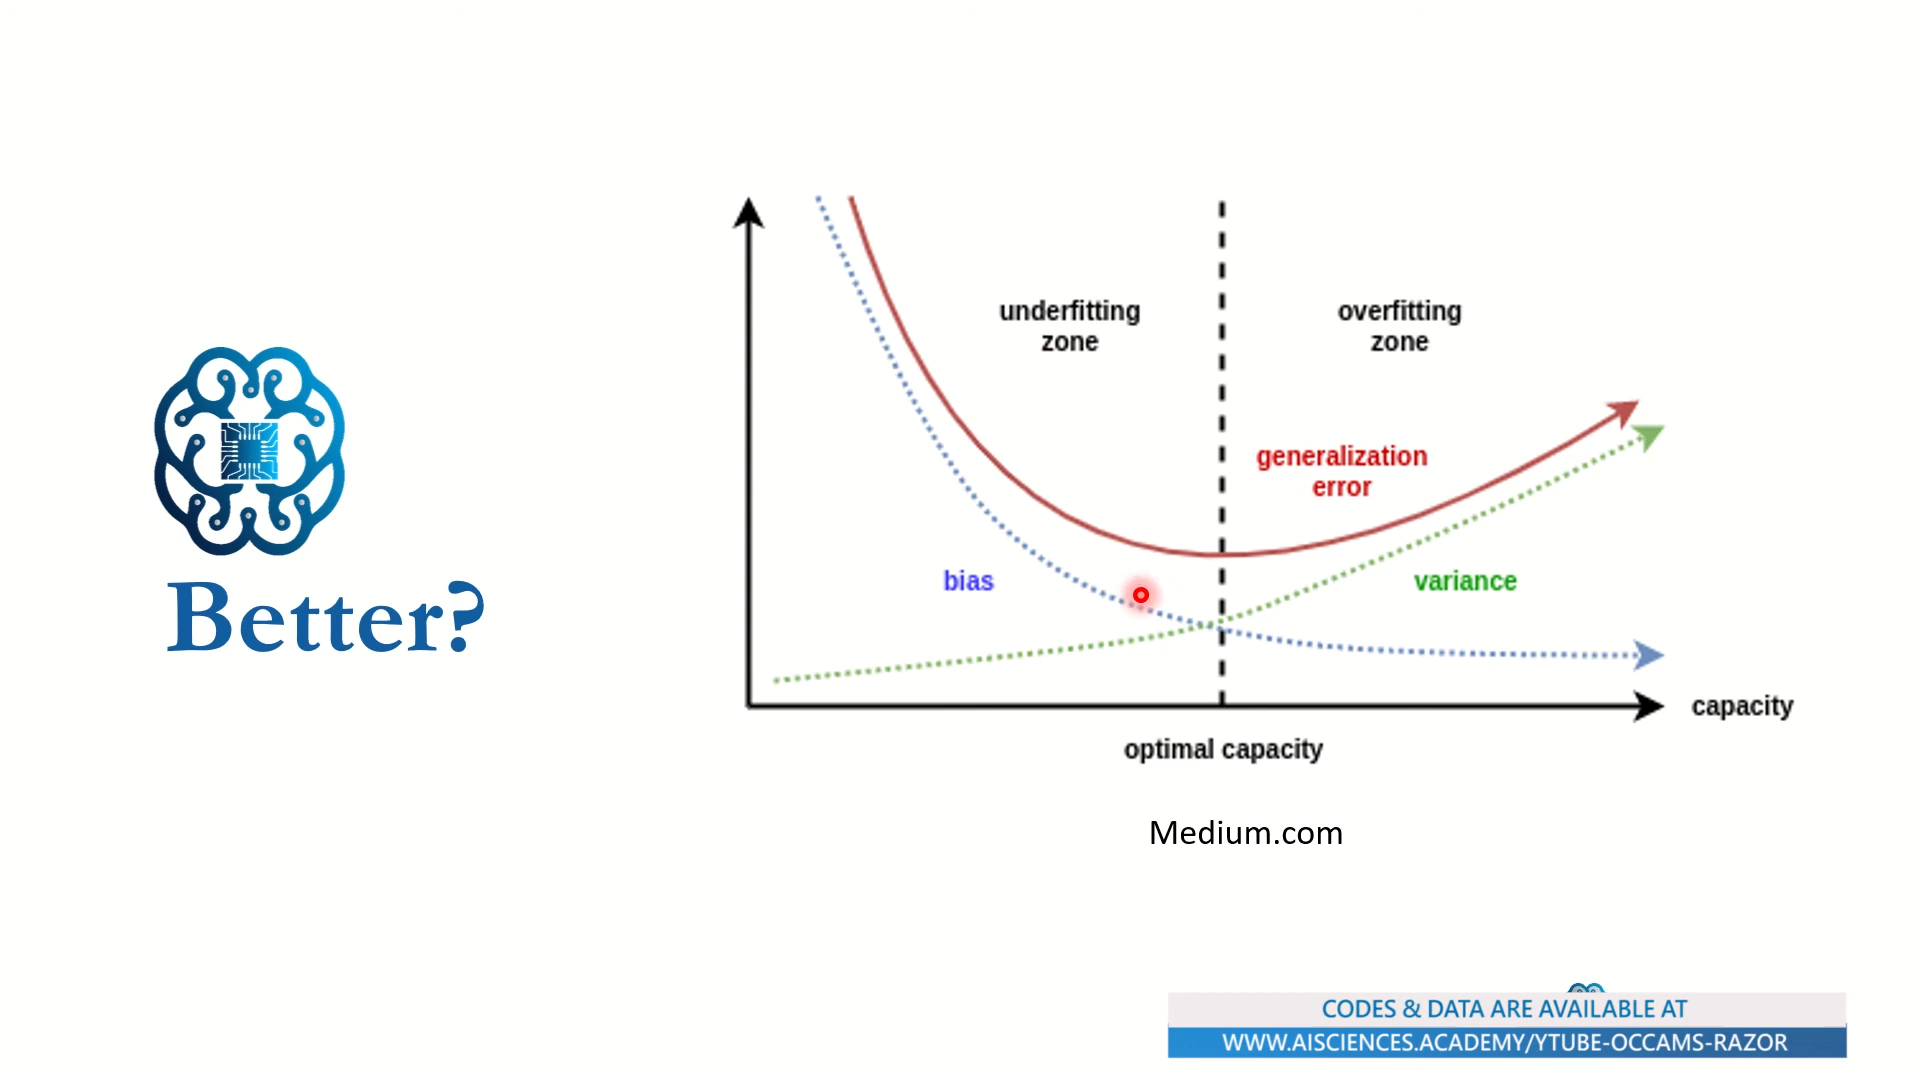 Better?
underfitting
zone
overfitting
zone
generalization
error
bias
variance
capacity
optimal capacity
Medium.com
CODES & DATA ARE AVAILABLE AT
WWW.AISCIENCES.ACADEMY/YTUBE-OCCAMS-RAZOR